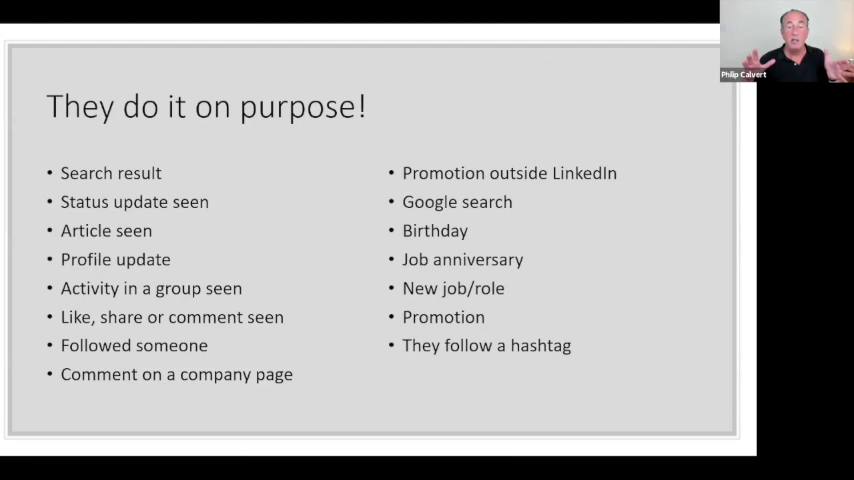 Philip Calvert
They do it on purpose!
• Search result
• Status update seen
• Article seen
• Profile update
• Activity in a group seen
• Like, share or comment seen
• Followed someone
• Comment on a company page
• Promotion outside LinkedIn
• Google search
• Birthday
• Job anniversary
• New job/role
• Promotion
• They follow a hashtag